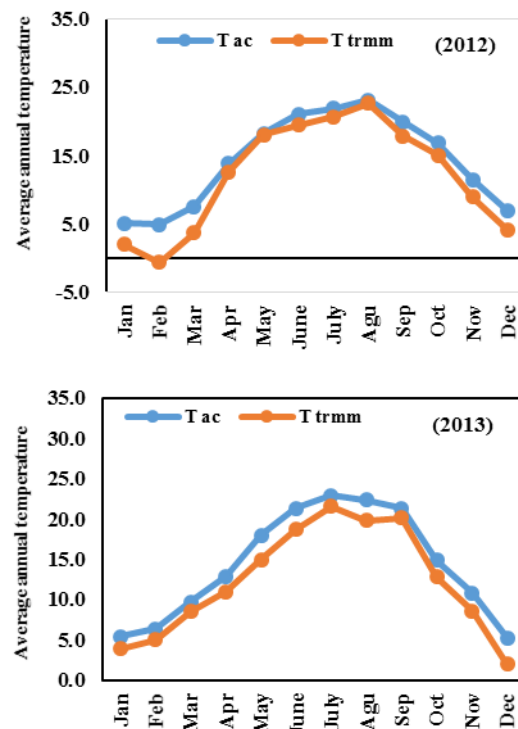 35.0
T ac
T trmm
(2012)
25.0
15.0
5.0
-5.0
Average annual temperature
Jan
Feb
Mar
Apr
May
June
July
Agu
Sep
Oct
Nov
Dec
35.0
T ac
T trmm
(2013)
30.0
25.0
20.0
15.0
10.0
5.0
0.0
Average annual temperature
Jan
Feb
Mar
Apr
May
June
July
Agu
Sep
Oct
Nov
Dec